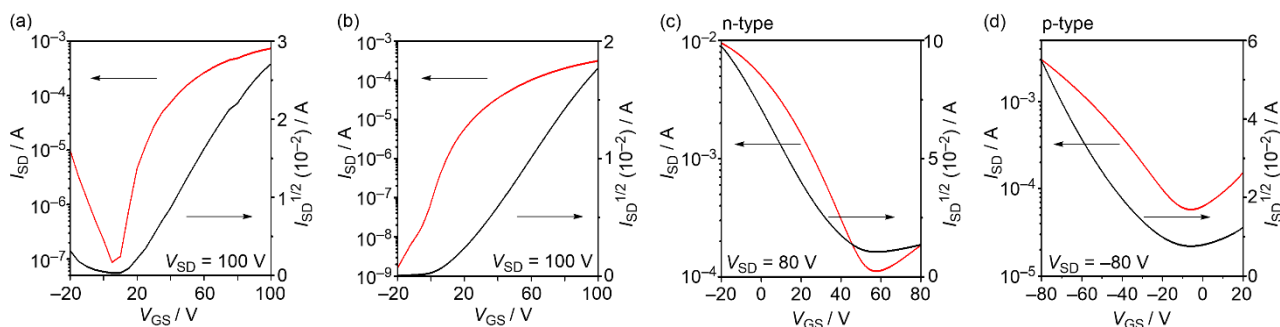 (a)
10⁻³
10⁻⁴
10⁻⁵
10⁻⁶
10⁻⁷
I_SD / A
3
2
1
0
I_SD^1/2 (10⁻²) / A
V_SD = 100 V
−20
20
60
100
V_GS / V
(b)
10⁻³
10⁻⁴
10⁻⁵
10⁻⁶
10⁻⁷
10⁻⁸
10⁻⁹
I_SD / A
2
1
0
I_SD^1/2 (10⁻²) / A
V_SD = 100 V
−20
20
60
100
V_GS / V
(c) n-type
10⁻²
10⁻³
10⁻⁴
I_SD / A
10
5
0
I_SD^1/2 (10⁻²) / A
V_SD = 80 V
−20
0
20
40
60
80
V_GS / V
(d) p-type
10⁻³
10⁻⁴
10⁻⁵
I_SD / A
6
4
2
0
I_SD^1/2 (10⁻²) / A
V_SD = −80 V
−80
−60
−40
−20
0
20
V_GS / V